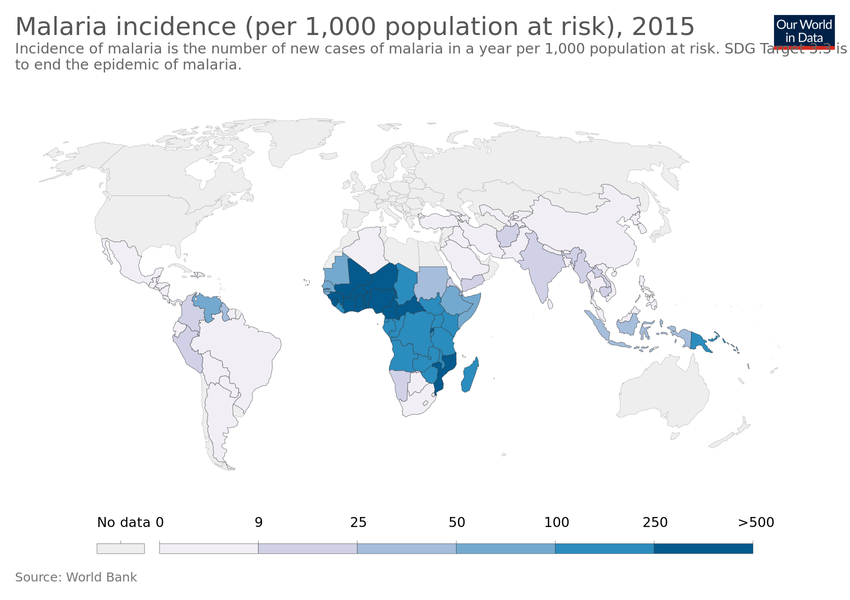 Malaria incidence (per 1,000 population at risk), 2015
Our World
in Data
Incidence of malaria is the number of new cases of malaria in a year per 1,000 population at risk. SDG Target 3.3 is
to end the epidemic of malaria.
No data 0 9 25 50 100 250 >500
Source: World Bank